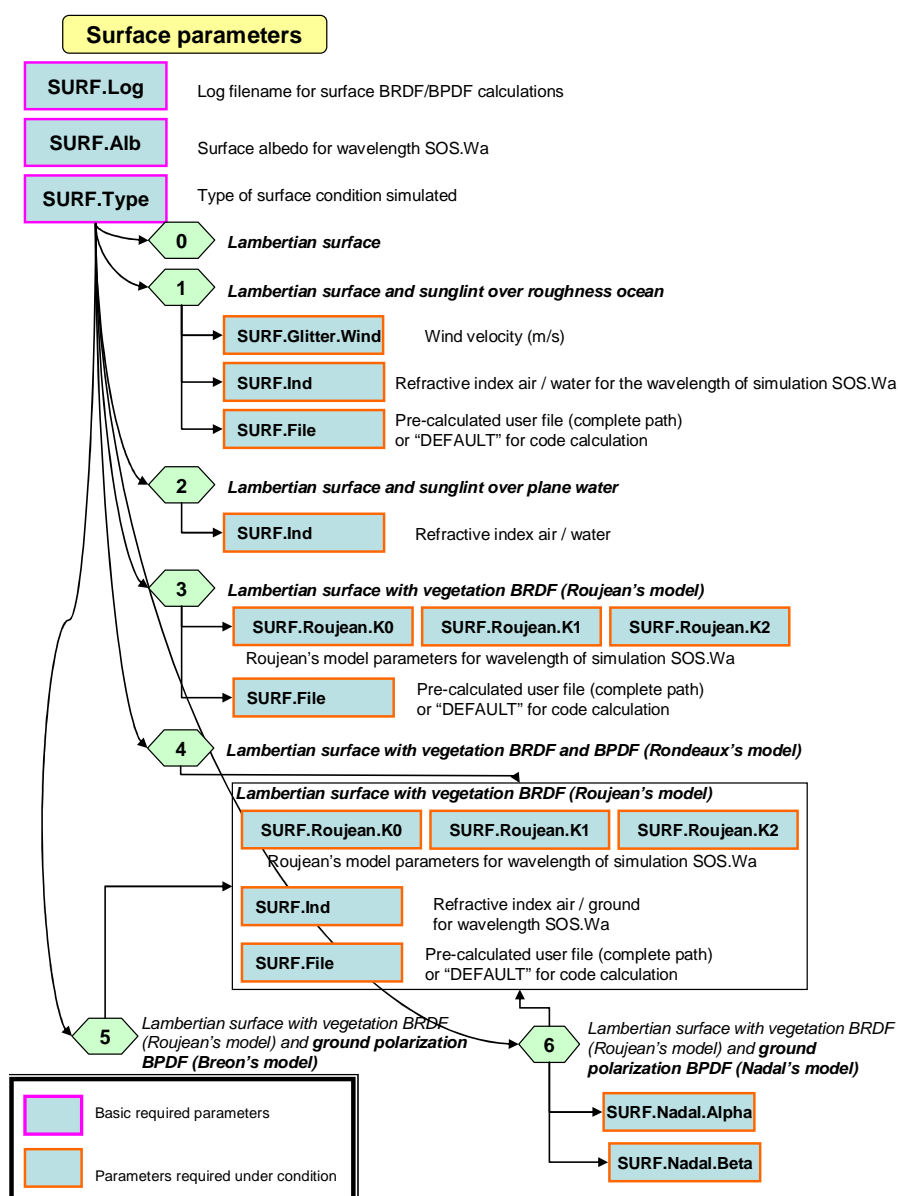 Surface parameters
SURF.Log
Log filename for surface BRDF/BPDF calculations
SURF.Alb
Surface albedo for wavelength SOS.Wa
SURF.Type
Type of surface condition simulated
0
Lambertian surface
1
Lambertian surface and sunglint over roughness ocean
SURF.Glitter.Wind
Wind velocity (m/s)
SURF.Ind
Refractive index air / water for the wavelength of simulation SOS.Wa
SURF.File
Pre-calculated user file (complete path)
or “DEFAULT” for code calculation
2
Lambertian surface and sunglint over plane water
SURF.Ind
Refractive index air / water
3
Lambertian surface with vegetation BRDF (Roujean’s model)
SURF.Roujean.K0
SURF.Roujean.K1
SURF.Roujean.K2
Roujean’s model parameters for wavelength of simulation SOS.Wa
SURF.File
Pre-calculated user file (complete path)
or “DEFAULT” for code calculation
4
Lambertian surface with vegetation BRDF and BPDF (Rondeaux’s model)
Lambertian surface with vegetation BRDF (Roujean’s model)
SURF.Roujean.K0
SURF.Roujean.K1
SURF.Roujean.K2
Roujean’s model parameters for wavelength of simulation SOS.Wa
SURF.Ind
Refractive index air / ground
for wavelength SOS.Wa
SURF.File
Pre-calculated user file (complete path)
or “DEFAULT” for code calculation
5
Lambertian surface with vegetation BRDF
(Roujean’s model) and ground polarization
BPDF (Breon’s model)
6
Lambertian surface with vegetation BRDF
(Roujean’s model) and ground
polarization BPDF (Nadal’s model)
SURF.Nadal.Alpha
SURF.Nadal.Beta
Basic required parameters
Parameters required under condition